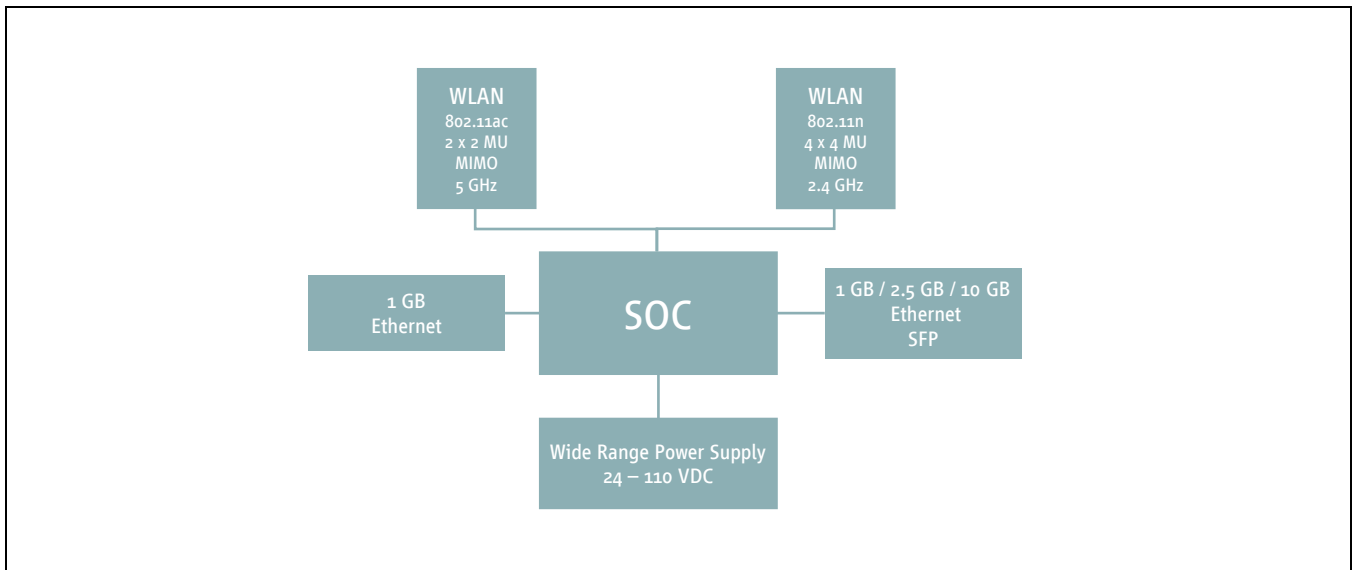 WLAN
802.11ac
2 x 2 MU
MIMO
5 GHz
WLAN
802.11n
4 x 4 MU
MIMO
2.4 GHz
1 GB
Ethernet
SOC
1 GB / 2.5 GB / 10 GB
Ethernet
SFP
Wide Range Power Supply
24 – 110 VDC